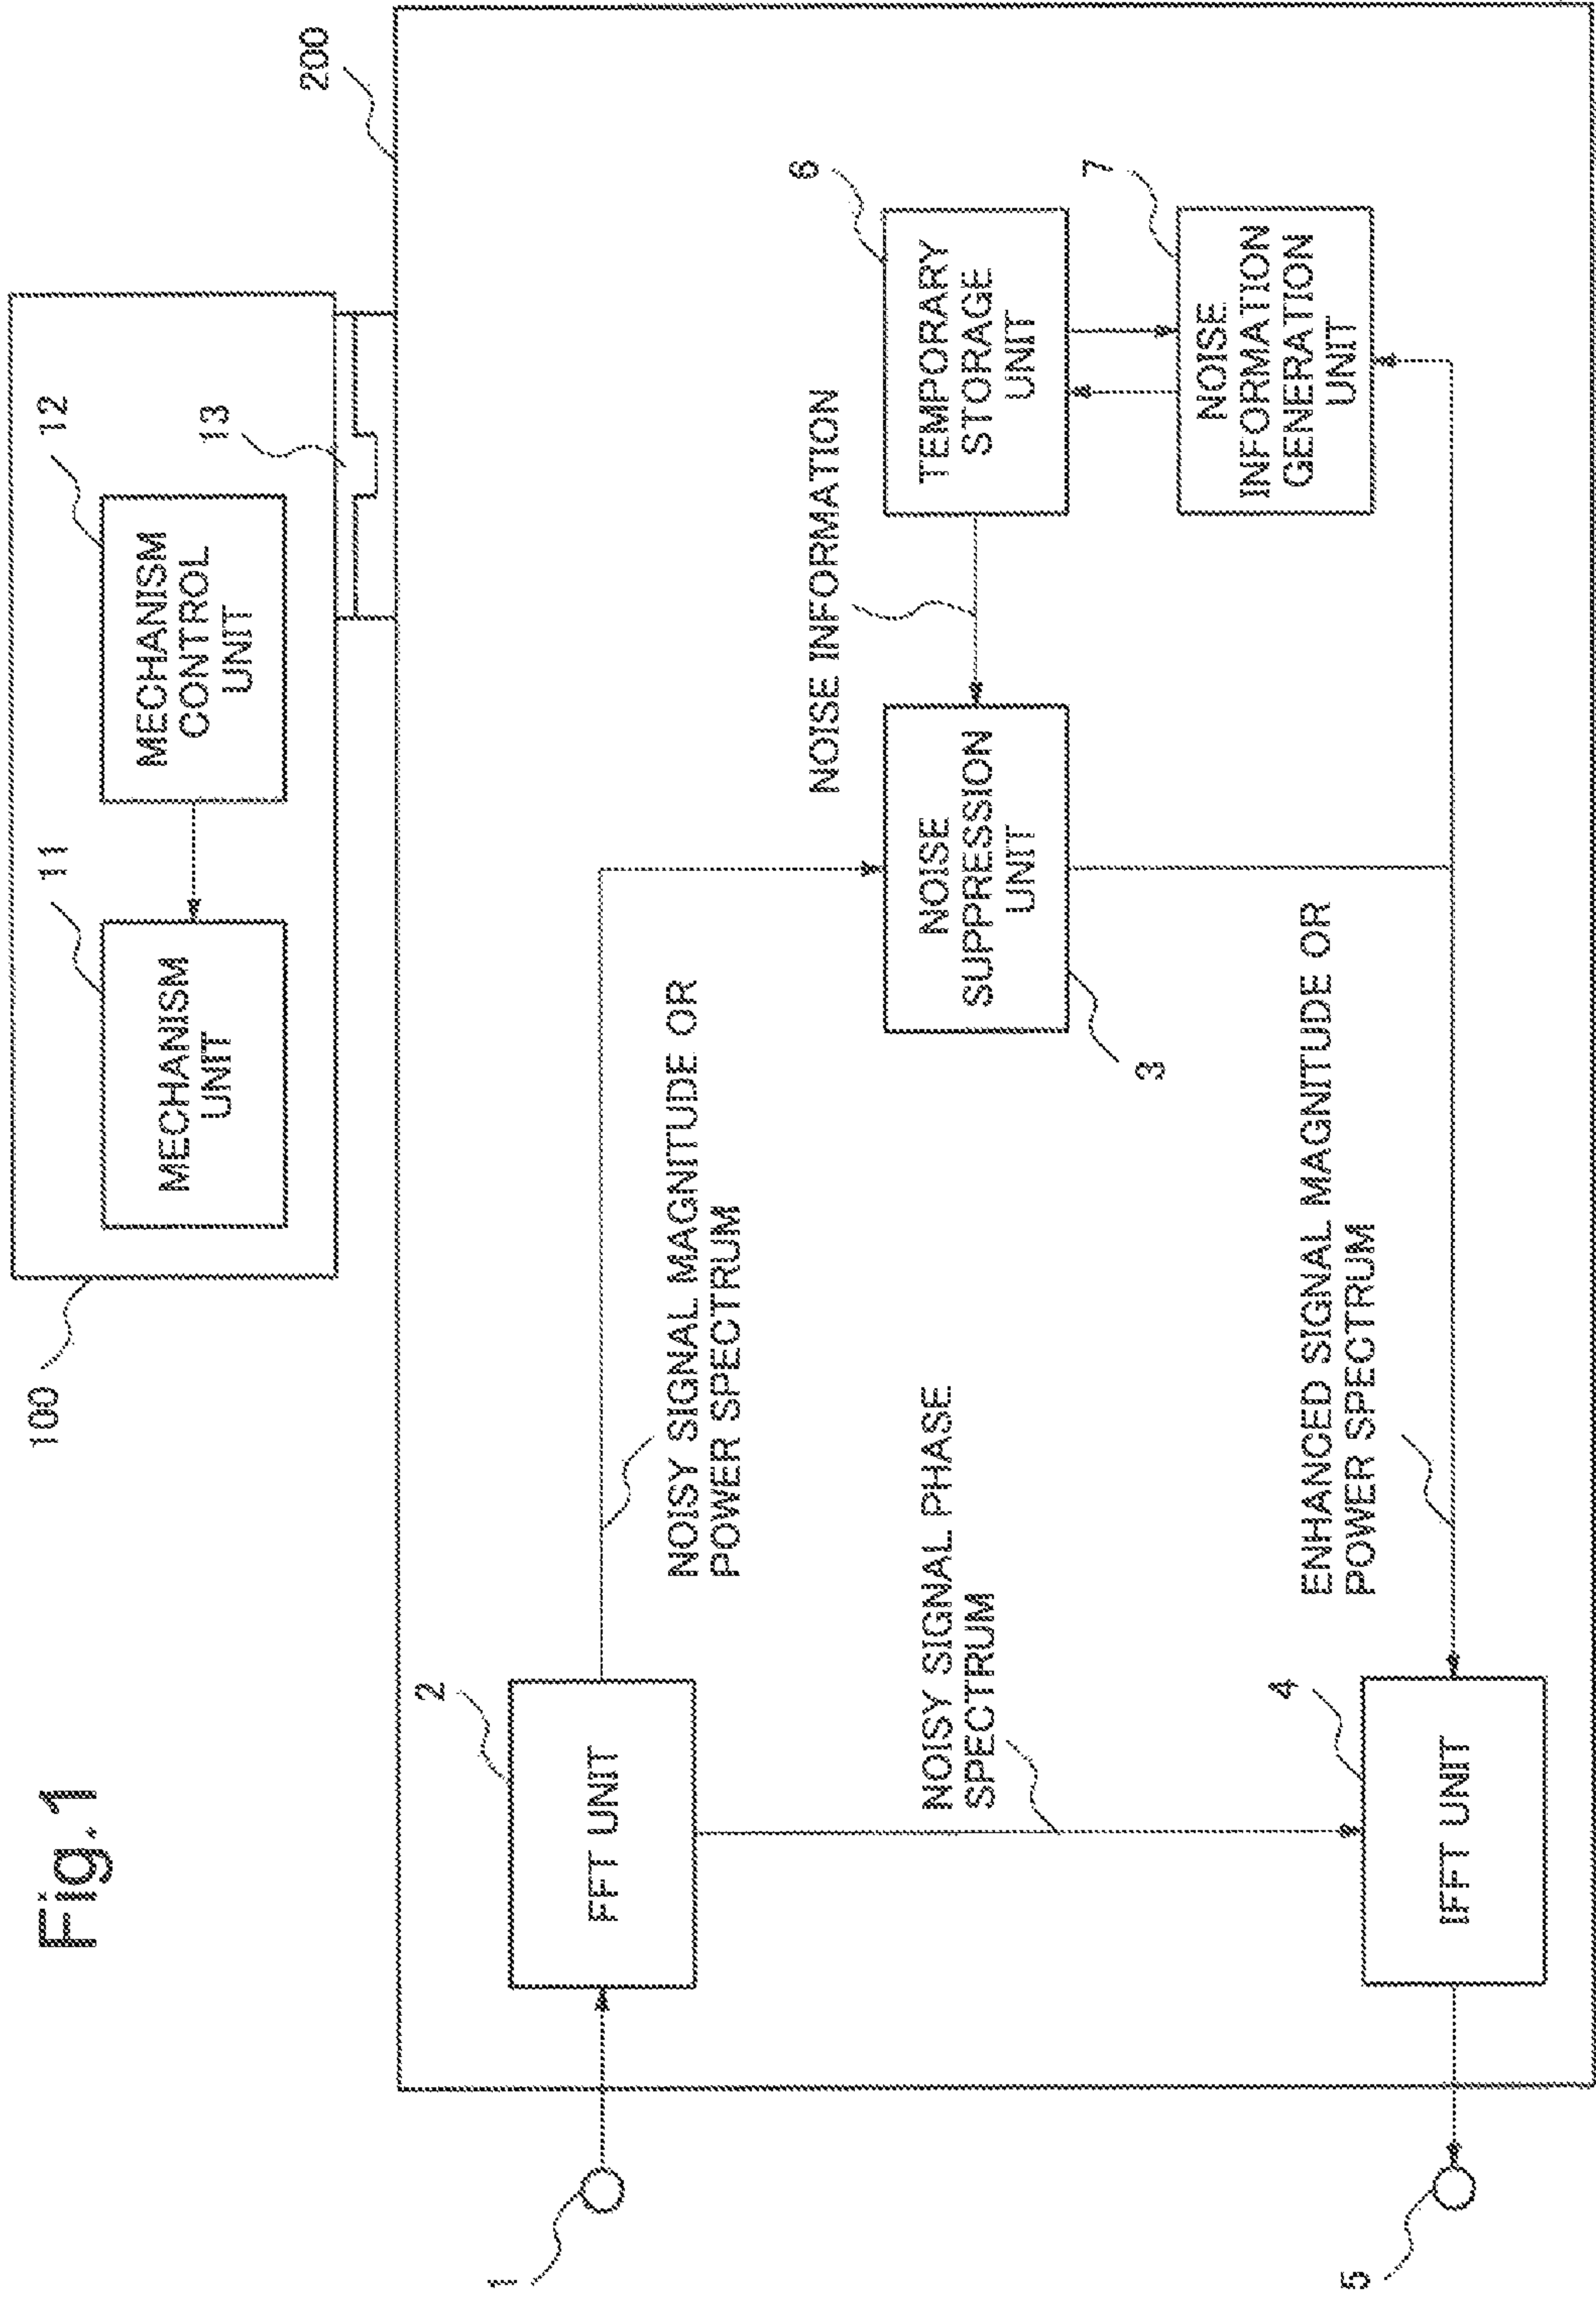 Fig.1
100
11
12
MECHANISM
UNIT
MECHANISM
CONTROL
UNIT
13
200
1
2
FFT UNIT
NOISY SIGNAL MAGNITUDE OR
POWER SPECTRUM
NOISE INFORMATION
6
TEMPORARY
STORAGE
UNIT
NOISE
SUPPRESSION
UNIT
3
NOISY SIGNAL PHASE
SPECTRUM
7
NOISE
INFORMATION
GENERATION
UNIT
ENHANCED SIGNAL MAGNITUDE OR
POWER SPECTRUM
4
IFFT UNIT
5